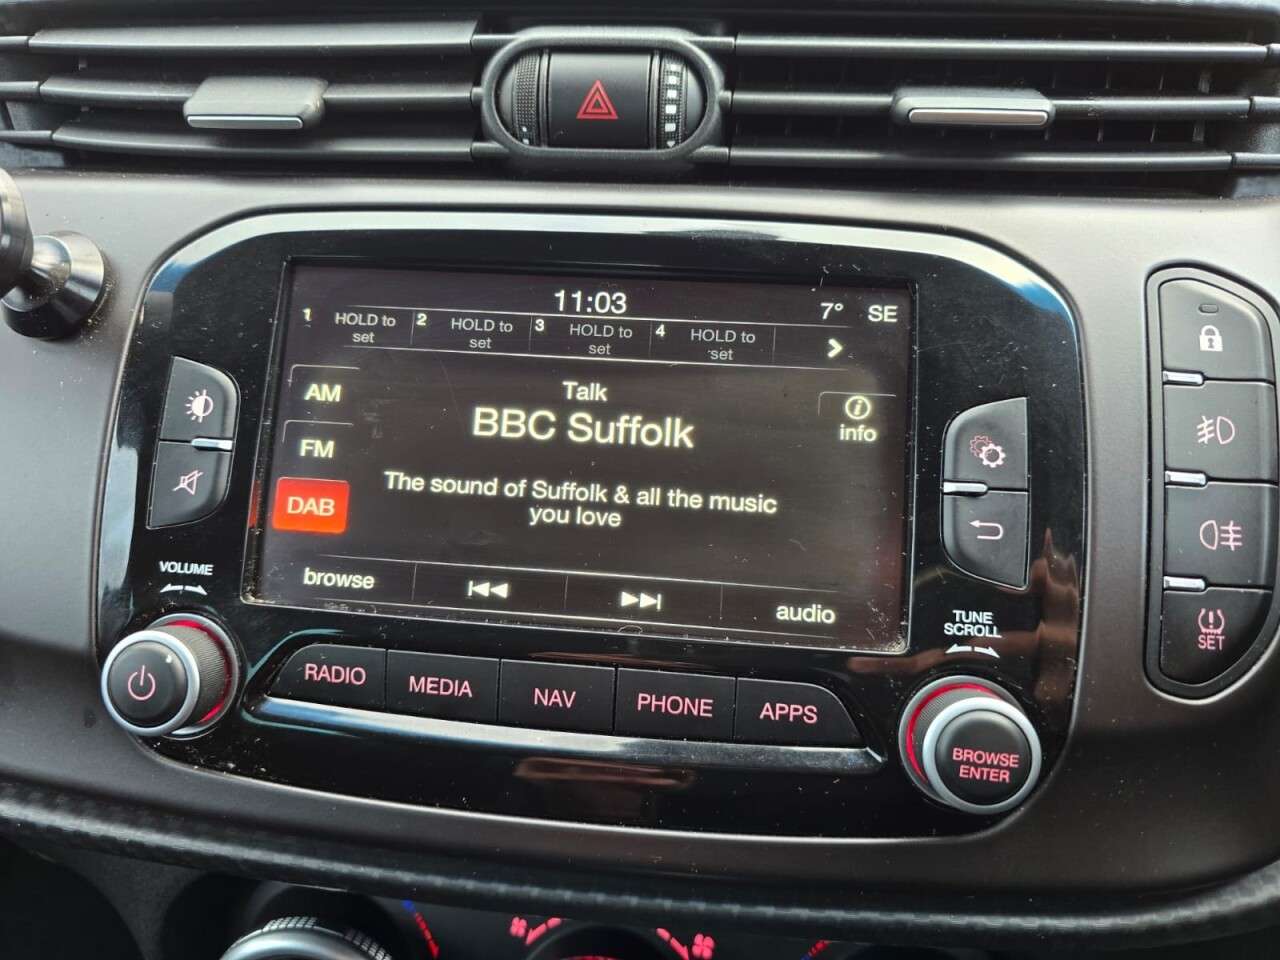 11:03
7° SE
1 HOLD to
set
2 HOLD to
set
3 HOLD to
set
4 HOLD to
set
AM
FM
DAB
Talk
BBC Suffolk
The sound of Suffolk & all the music
you love
info
browse
audio
VOLUME
TUNE
SCROLL
RADIO
MEDIA
NAV
PHONE
APPS
BROWSE
ENTER
SET